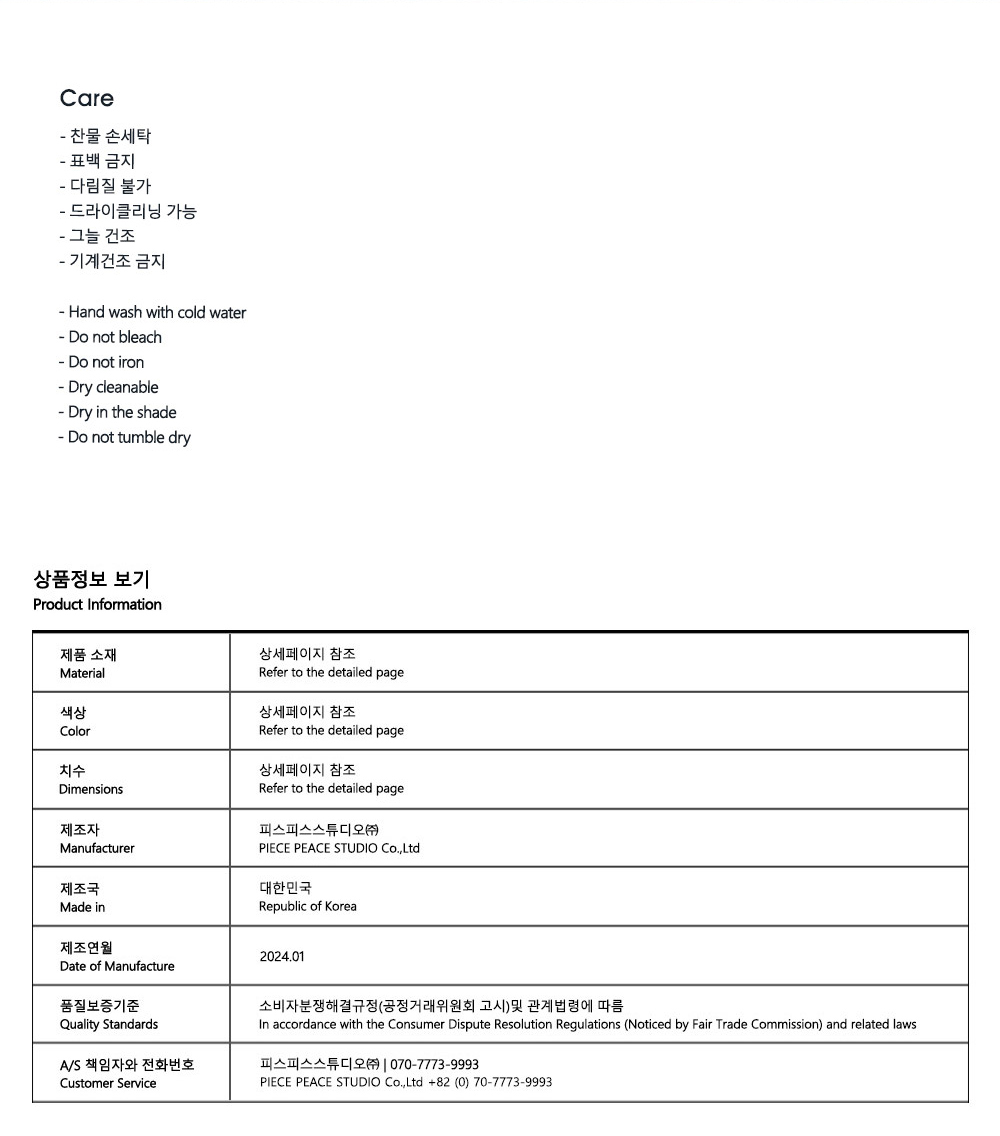 Care
- 찬물 손세탁
- 표백 금지
- 다림질 불가
- 드라이클리닝 가능
- 그늘 건조
- 기계건조 금지
- Hand wash with cold water
- Do not bleach
- Do not iron
- Dry cleanable
- Dry in the shade
- Do not tumble dry
상품정보 보기
Product Information
제품 소재
Material
상세페이지 참조
Refer to the detailed page
색상
Color
상세페이지 참조
Refer to the detailed page
치수
Dimensions
상세페이지 참조
Refer to the detailed page
제조자
Manufacturer
피스피스스튜디오㈜
PIECE PEACE STUDIO Co.,Ltd
제조국
Made in
대한민국
Republic of Korea
제조연월
Date of Manufacture
2024.01
품질보증기준
Quality Standards
소비자분쟁해결규정(공정거래위원회 고시)및 관계법령에 따름
In accordance with the Consumer Dispute Resolution Regulations (Noticed by Fair Trade Commission) and related laws
A/S 책임자와 전화번호
Customer Service
피스피스스튜디오㈜ | 070-7773-9993
PIECE PEACE STUDIO Co.,Ltd +82 (0) 70-7773-9993